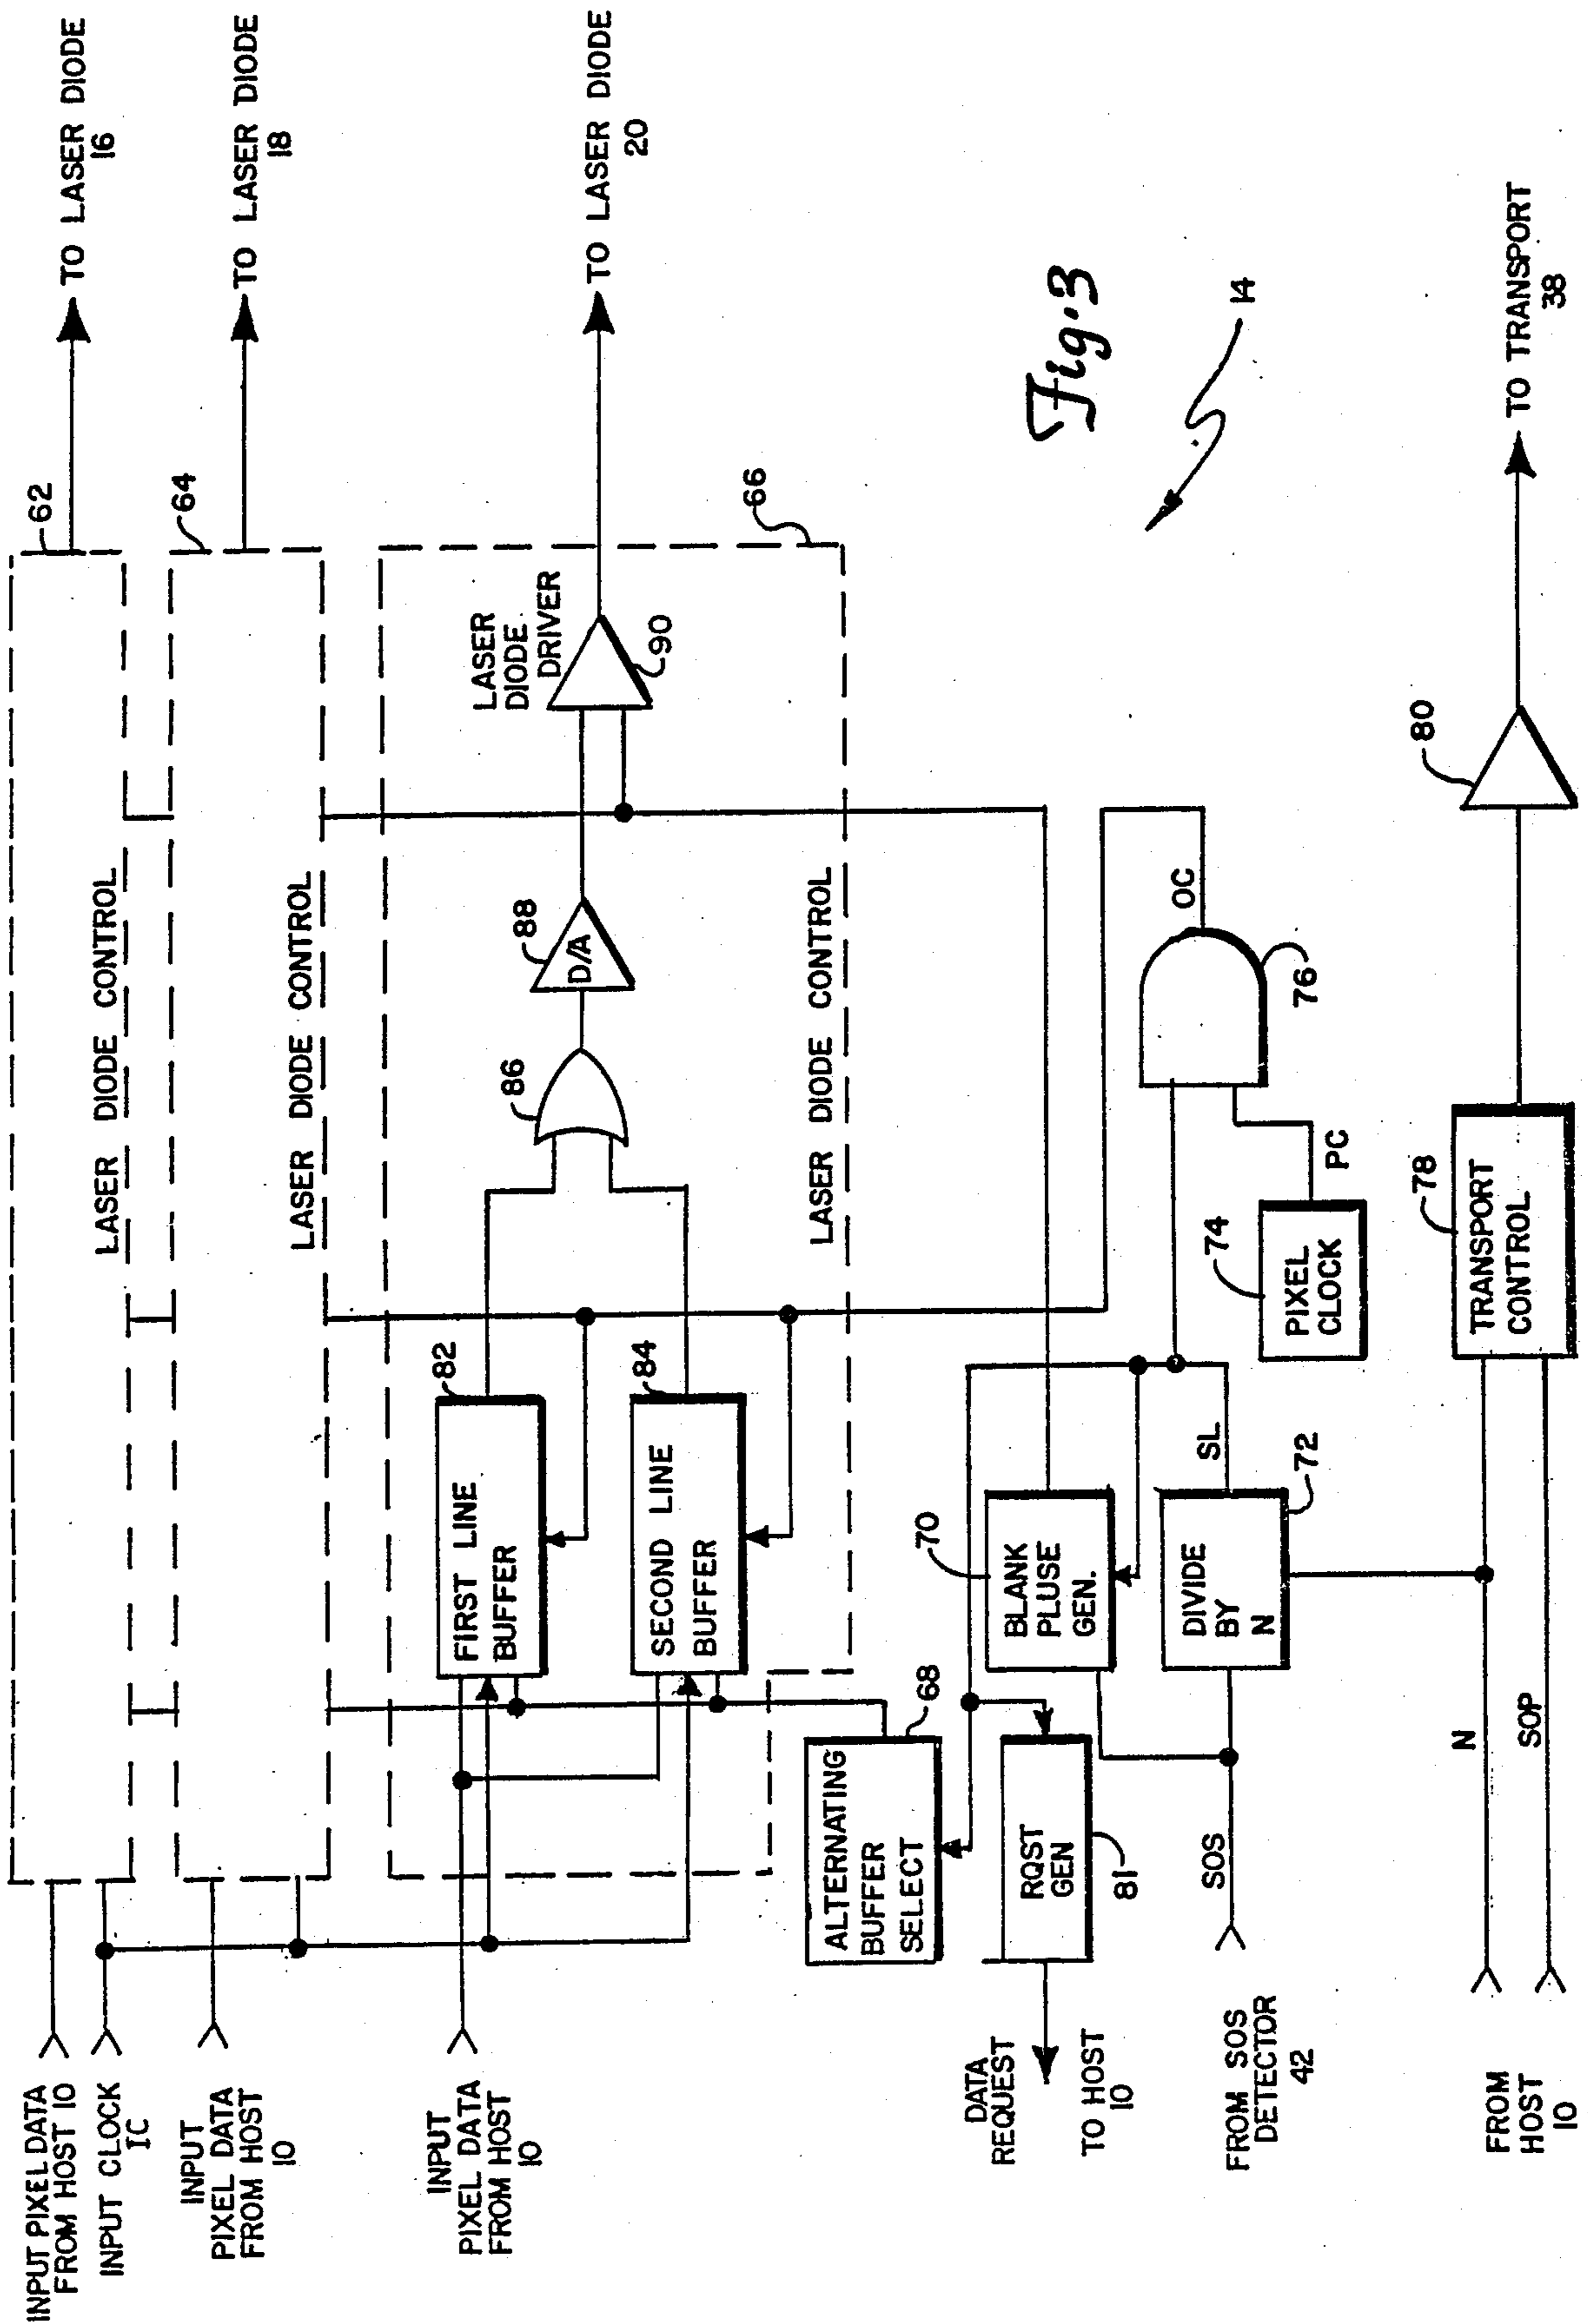 INPUT PIXEL DATA
FROM HOST 10
INPUT CLOCK
IC
INPUT
PIXEL DATA
FROM HOST
10
INPUT
PIXEL DATA
FROM HOST
10
62
TO LASER DIODE
16
LASER DIODE CONTROL
64
TO LASER DIODE
18
LASER DIODE CONTROL
66
TO LASER DIODE
20
FIRST LINE
BUFFER
82
SECOND LINE
BUFFER
84
86
D/A
88
LASER
DIODE
DRIVER
90
LASER DIODE CONTROL
ALTERNATING
BUFFER
SELECT
68
DATA
REQUEST
TO HOST
10
RQST
GEN
81
BLANK
PLUSE
GEN.
70
FROM SOS
DETECTOR
42
SOS
DIVIDE
BY
N
72
SL
PIXEL
CLOCK
74
PC
76
OC
FROM
HOST
10
N
SOP
TRANSPORT
CONTROL
78
80
TO TRANSPORT
38
Fig. 3
14